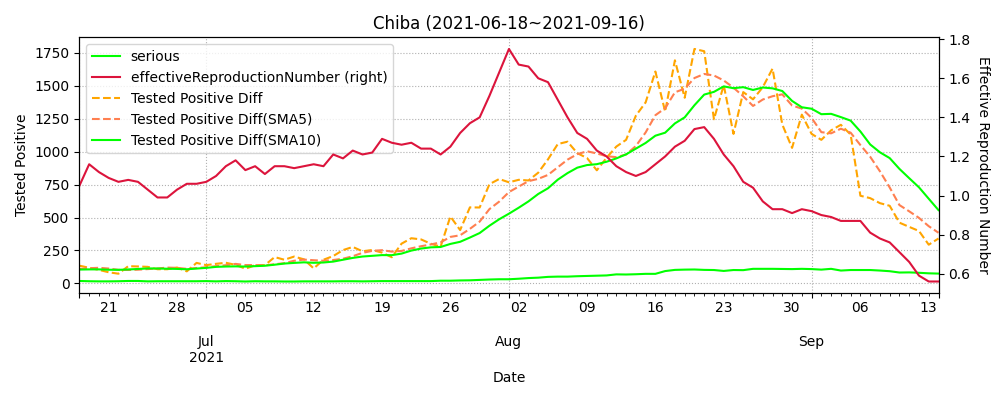 Chiba (2021-06-18~2021-09-16)
serious
effectiveReproductionNumber (right)
Tested Positive Diff
Tested Positive Diff(SMA5)
Tested Positive Diff(SMA10)
Tested Positive
1750
1500
1250
1000
750
500
250
0
1.8
1.6
1.4
1.2
1.0
0.8
0.6
Effective Reproduction Number
21 28 05 12 19 26 02 09 16 23 30 06 13
Jul Aug Sep
2021
Date